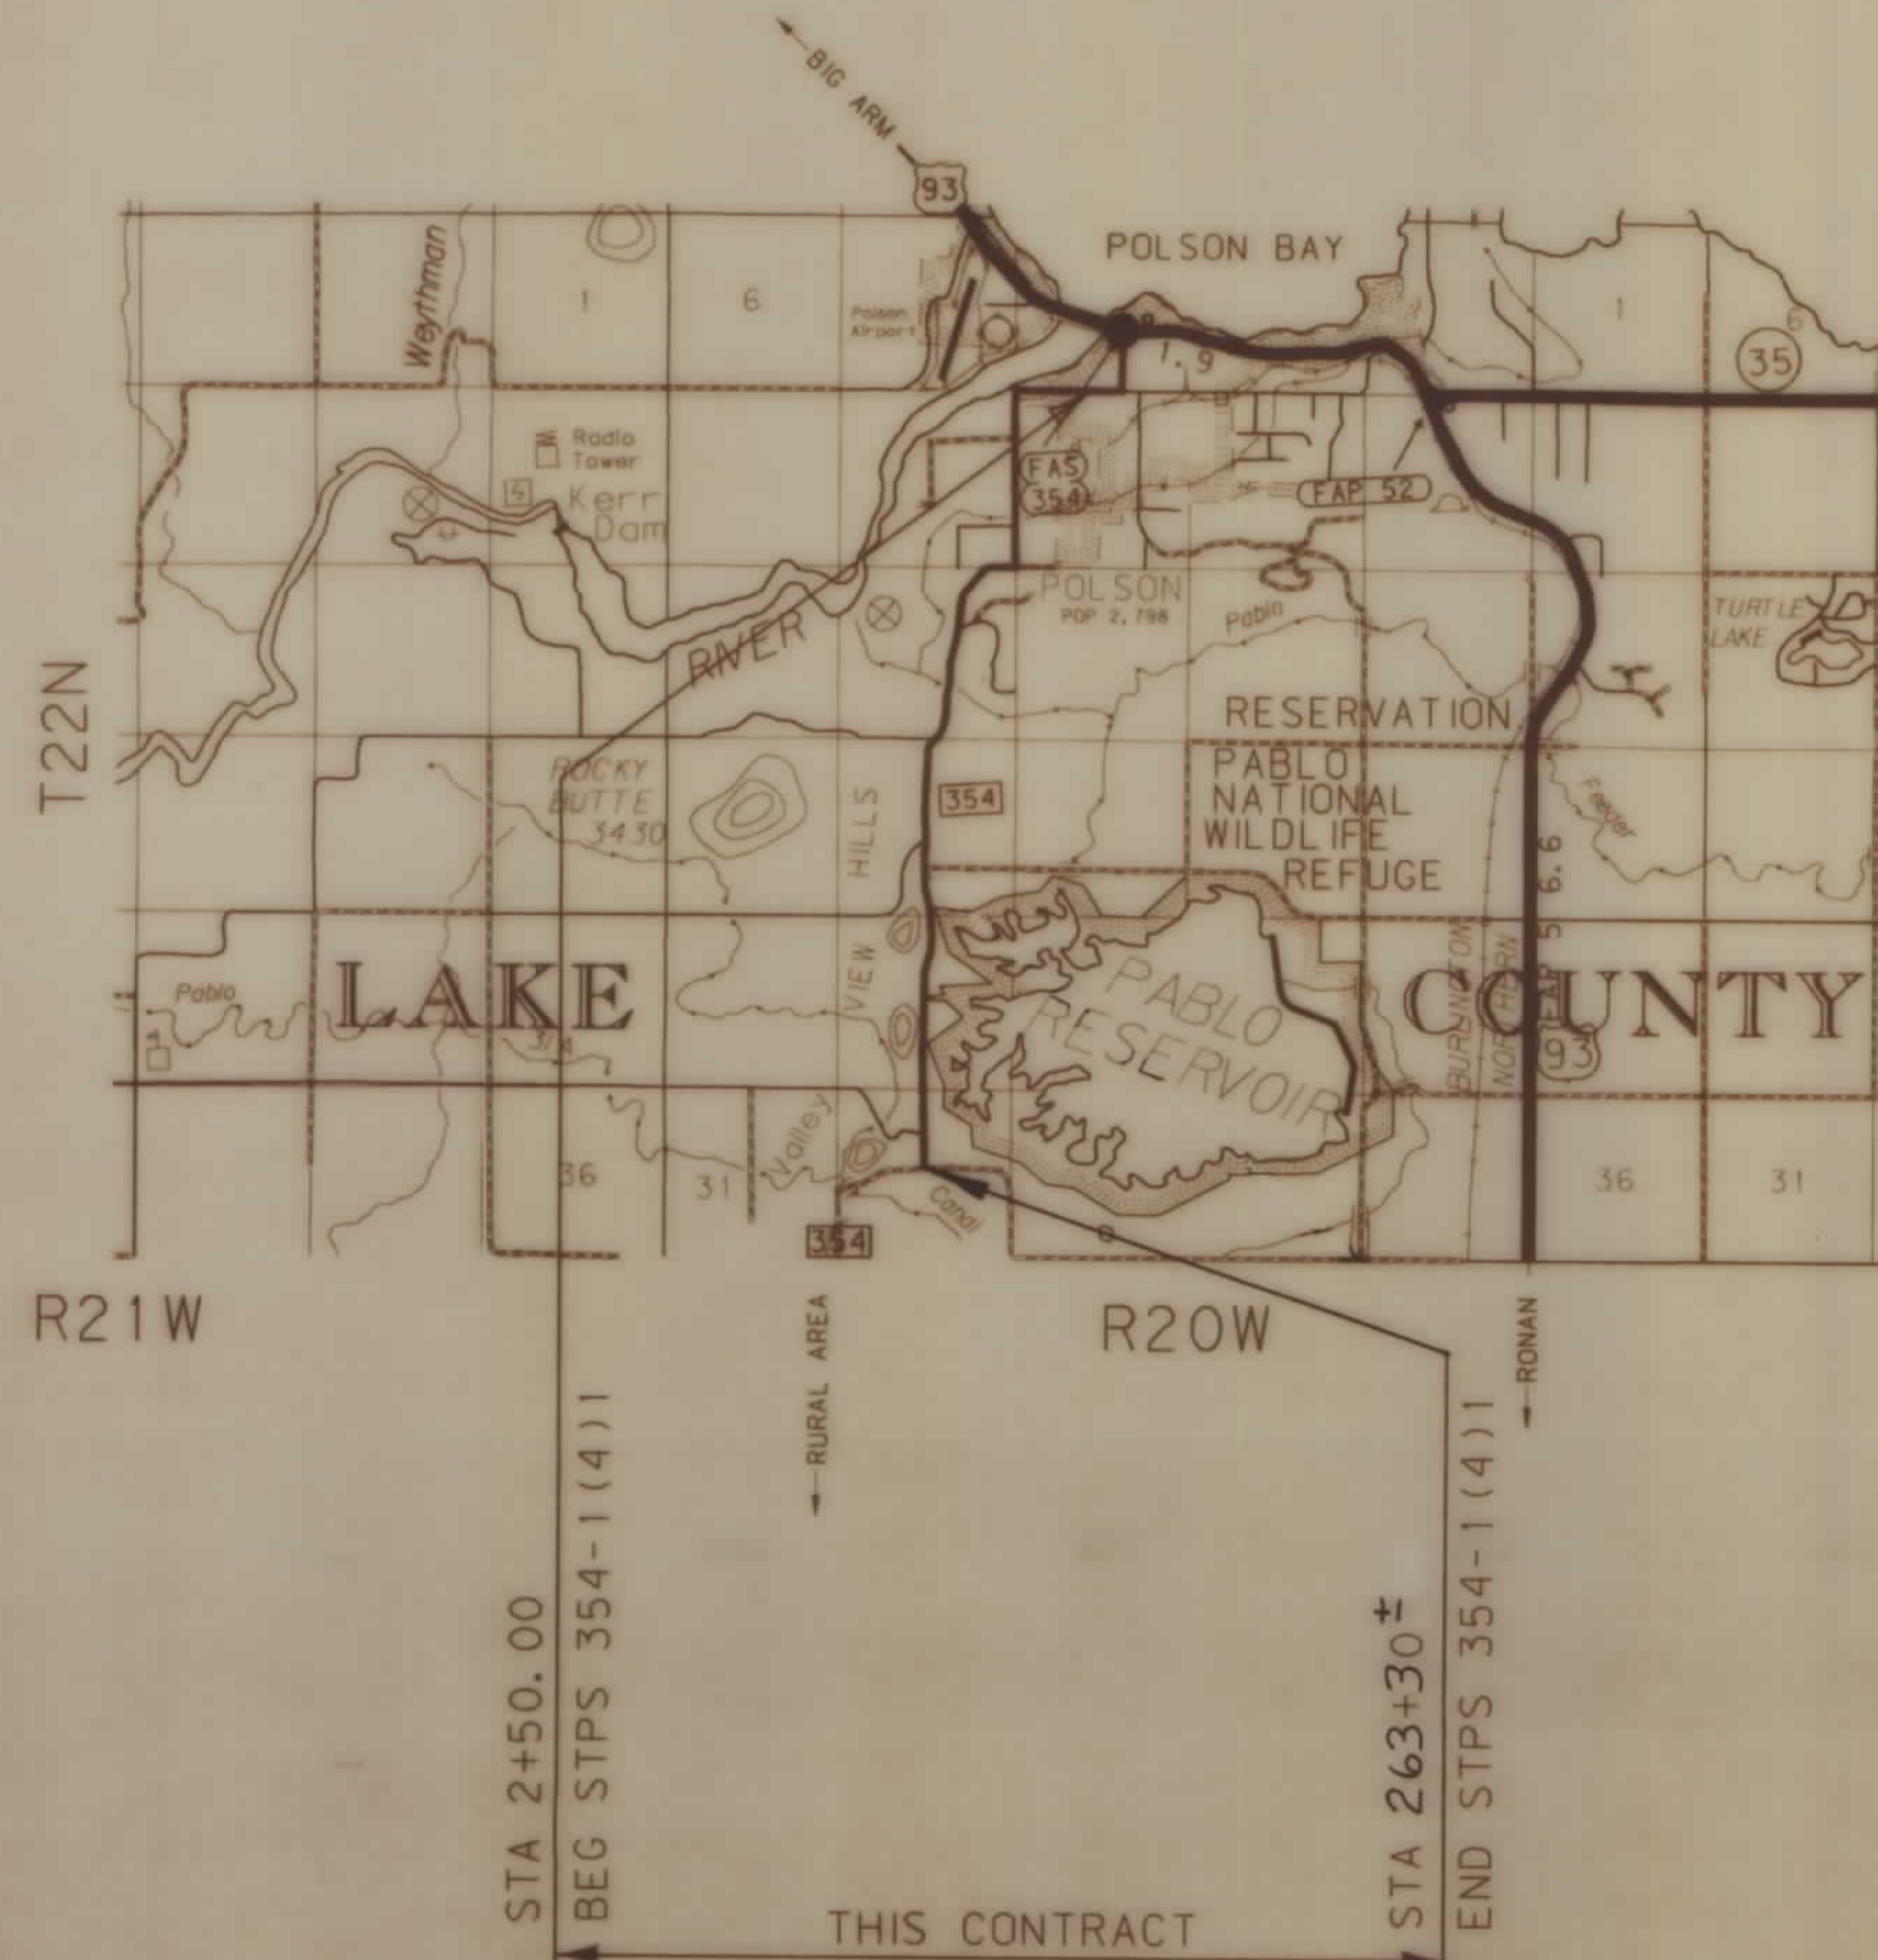 BIG ARM
93
POLSON BAY
Weythman
1
6
Polson
Airport
1.9
1
6
35
Radio
Tower
Kerr
Dam
FAS
354
FAP 52
POLSON
POP 2,798
Pablo
TURTLE
LAKE
RIVER
T22N
RESERVATION
ROCKY
BUTTE
3430
VIEW HILLS
354
PABLO
NATIONAL
WILDLIFE
REFUGE
Feeder
6.6
FAP 5
LAKE COUNTY
Pablo
PABLO
RESERVOIR
BURLINGTON
NORTHERN
93
36
31
Valley
Canal
36
31
354
R21W
R20W
RURAL AREA
RONAN
STA 2+50.00
BEG STPS 354-1(4)1
STA 263+30±
END STPS 354-1(4)1
THIS CONTRACT